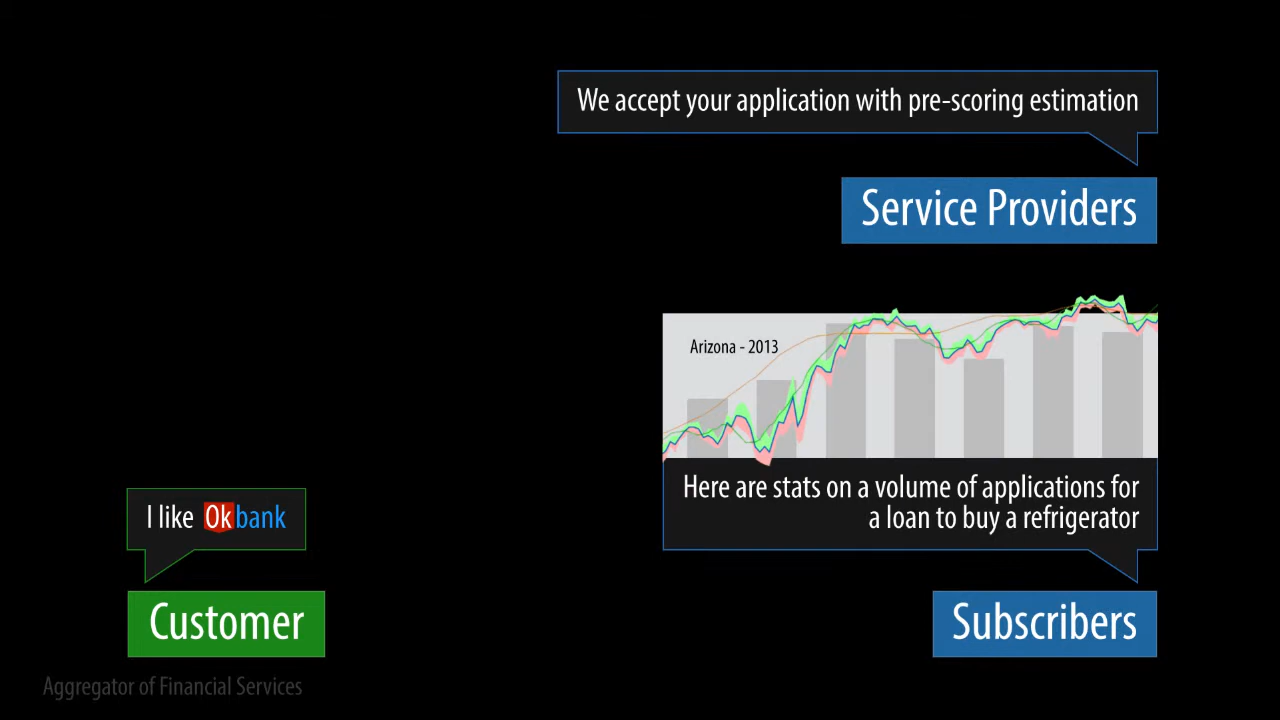 We accept your application with pre-scoring estimation
Service Providers
Arizona - 2013
Here are stats on a volume of applications for
a loan to buy a refrigerator
I like Okbank
Customer
Subscribers
Aggregator of Financial Services